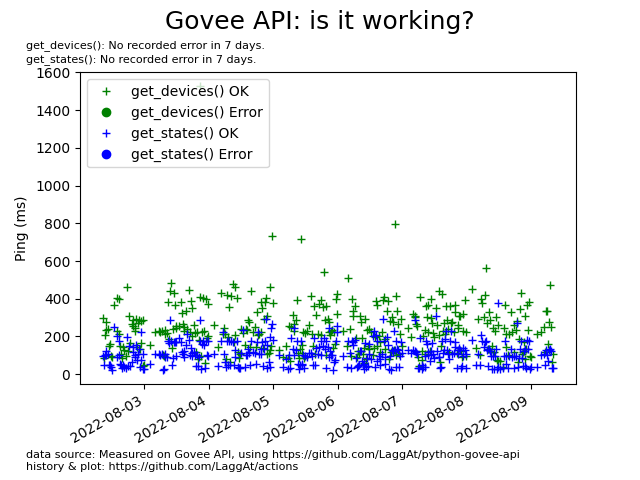 Govee API: is it working?
get_devices(): No recorded error in 7 days.
get_states(): No recorded error in 7 days.
1600
1400
1200
1000
800
600
400
200
0
Ping (ms)
get_devices() OK
get_devices() Error
get_states() OK
get_states() Error
2022-08-03
2022-08-04
2022-08-05
2022-08-06
2022-08-07
2022-08-08
2022-08-09
data source: Measured on Govee API, using https://github.com/LaggAt/python-govee-api
history & plot: https://github.com/LaggAt/actions